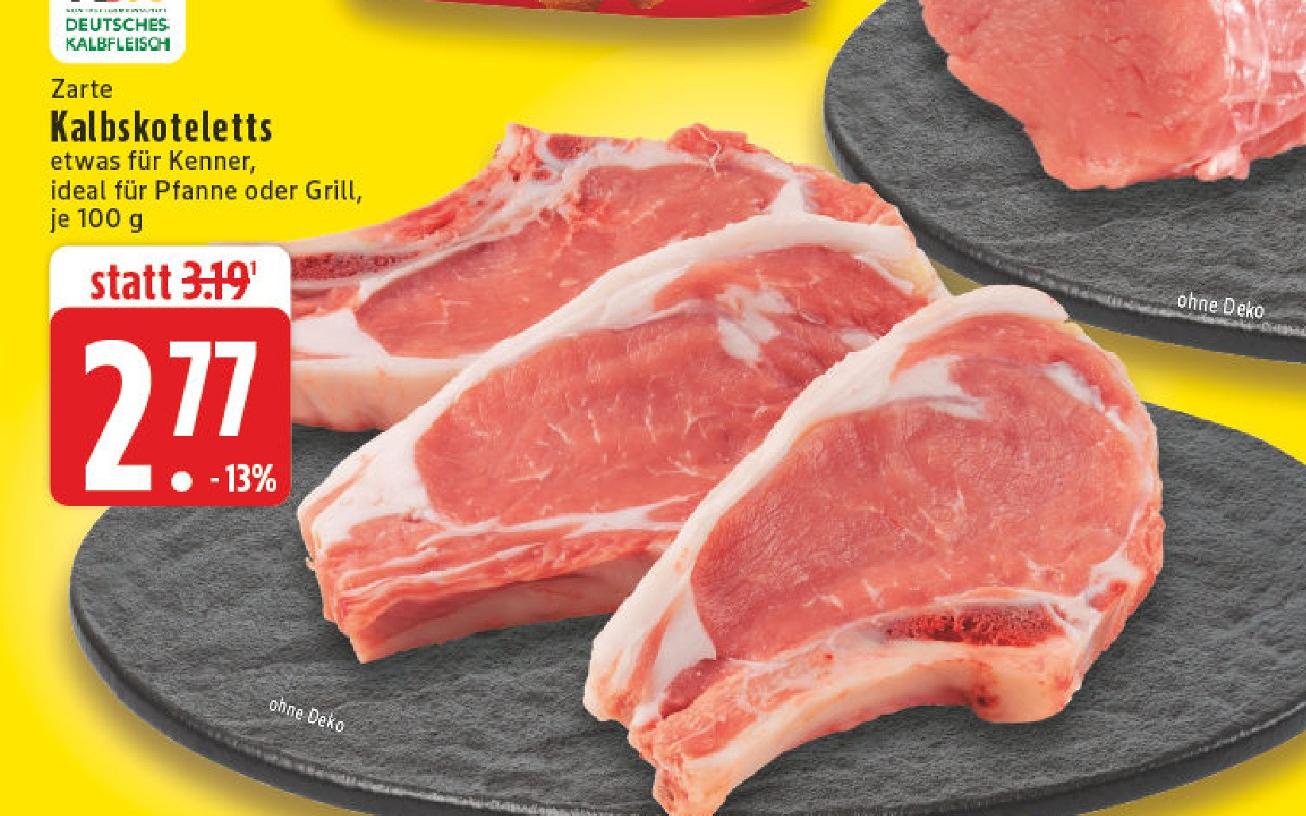 DEUTSCHES
KALBFLEISCH
Zarte
Kalbskoteletts
etwas für Kenner,
ideal für Pfanne oder Grill,
je 100 g
statt 3.19¹
2.77
-13%
ohne Deko
ohne Deko